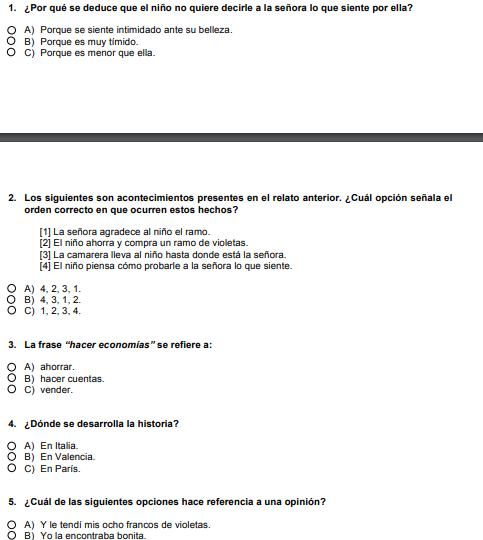 1. ¿Por qué se deduce que el niño no quiere decirle a la señora lo que siente por ella?
A) Porque se siente intimidado ante su belleza.
B) Porque es muy tímido.
C) Porque es menor que ella.
2. Los siguientes son acontecimientos presentes en el relato anterior. ¿Cuál opción señala el
orden correcto en que ocurren estos hechos?
[1] La señora agradece al niño el ramo.
[2] El niño ahorra y compra un ramo de violetas.
[3] La camarera lleva al niño hasta donde está la señora.
[4] El niño piensa cómo probarle a la señora lo que siente.
A) 4, 2, 3, 1.
B) 4, 3, 1, 2.
C) 1, 2, 3, 4.
3. La frase “hacer economías” se refiere a:
A) ahorrar.
B) hacer cuentas.
C) vender.
4. ¿Dónde se desarrolla la historia?
A) En Italia.
B) En Valencia.
C) En París.
5. ¿Cuál de las siguientes opciones hace referencia a una opinión?
A) Y le tendí mis ocho francos de violetas.
B) Yo la encontraba bonita.